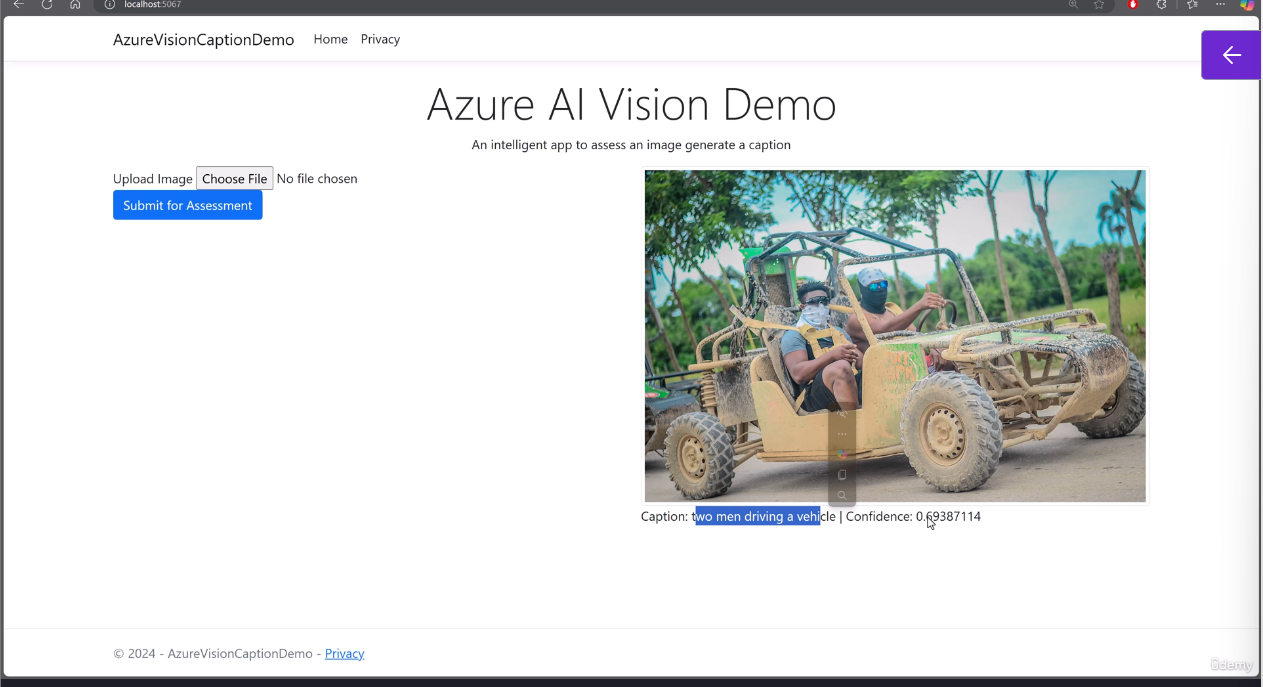 localhost:5067
AzureVisionCaptionDemo Home Privacy
Azure AI Vision Demo
An intelligent app to assess an image generate a caption
Upload Image Choose File No file chosen
Submit for Assessment
Caption: two men driving a vehicle | Confidence: 0.69387114
© 2024 - AzureVisionCaptionDemo - Privacy
ûdemy